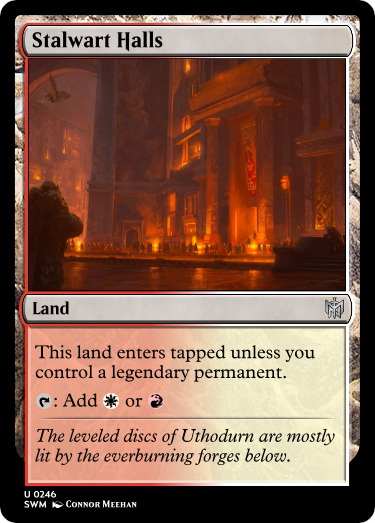 Stalwart Halls
Land
This land enters tapped unless you
control a legendary permanent.
: Add or
The leveled discs of Uthodurn are mostly
lit by the everburning forges below.
U 0246
SWM Connor Meehan